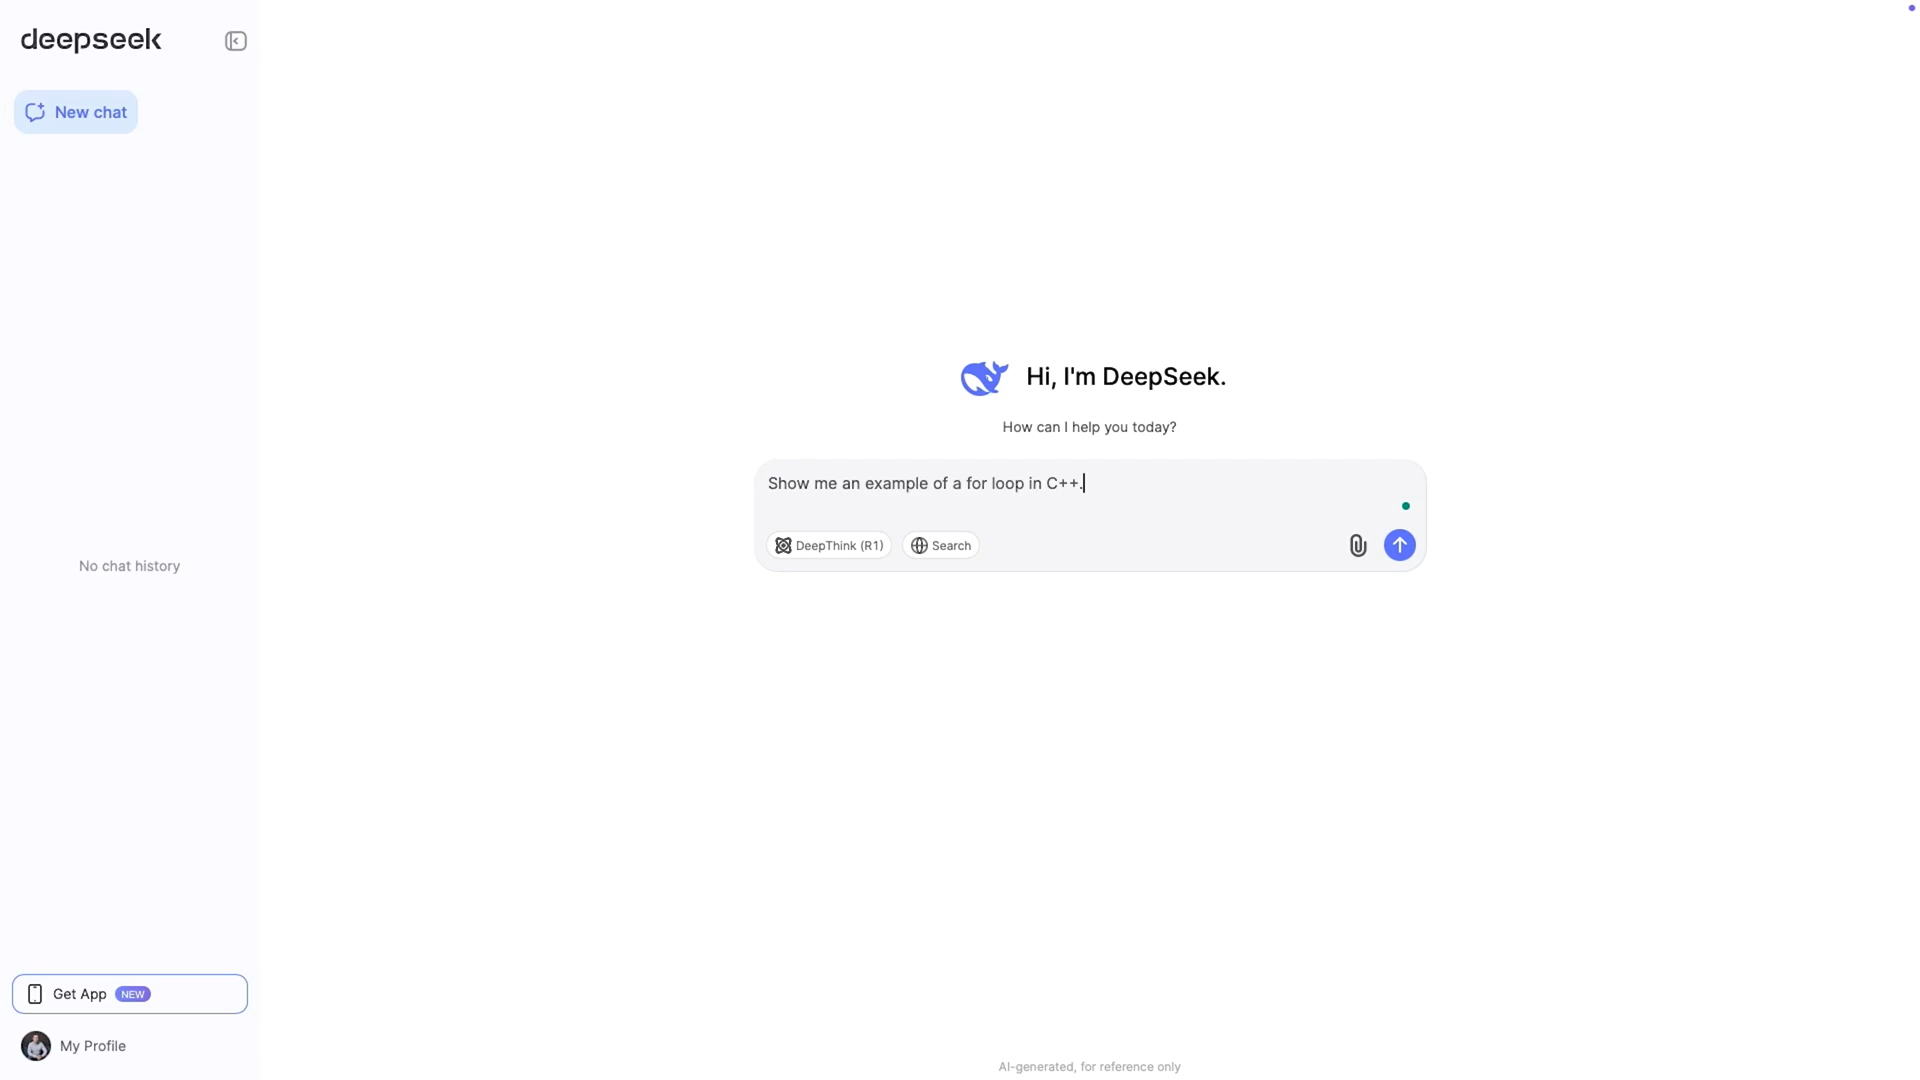 deepseek
New chat
No chat history
Get App NEW
My Profile
Hi, I'm DeepSeek.
How can I help you today?
Show me an example of a for loop in C++.
DeepThink (R1) Search
AI-generated, for reference only